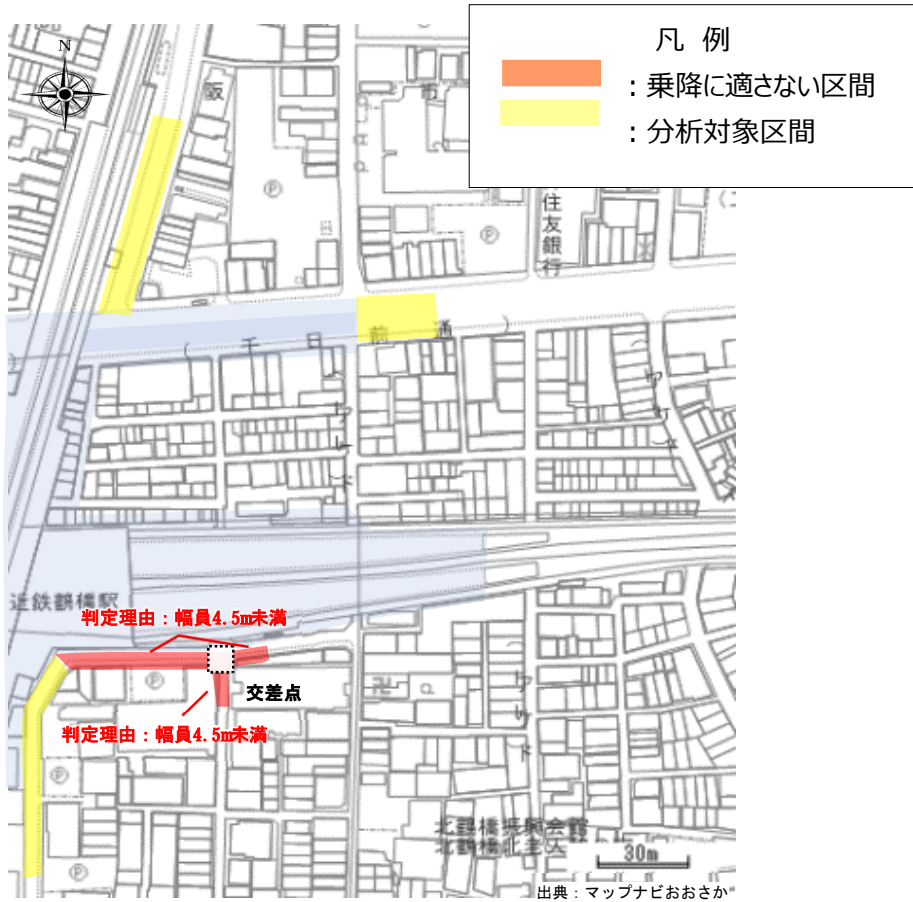 凡 例
：乗降に適さない区間
：分析対象区間
N
阪
市
P
住友銀行
P
(千日前通)
近鉄鶴橋駅
判定理由：幅員4.5m未満
P
卍
交差点
判定理由：幅員4.5m未満
P
北鶴橋振興会館
北鶴橋北老人
30m
P
出典：マップナビおおさか